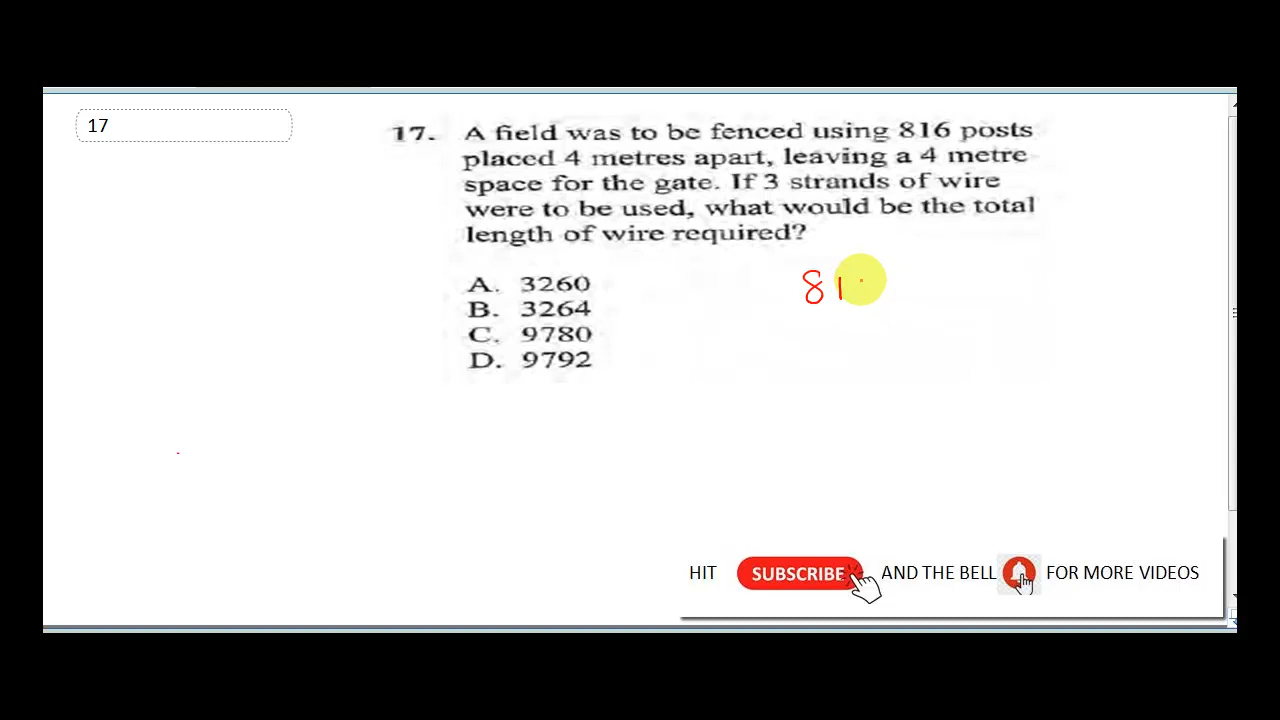 17
17. A field was to be fenced using 816 posts
placed 4 metres apart, leaving a 4 metre
space for the gate. If 3 strands of wire
were to be used, what would be the total
length of wire required?
A. 3260
B. 3264
C. 9780
D. 9792
81
HIT SUBSCRIBE AND THE BELL FOR MORE VIDEOS